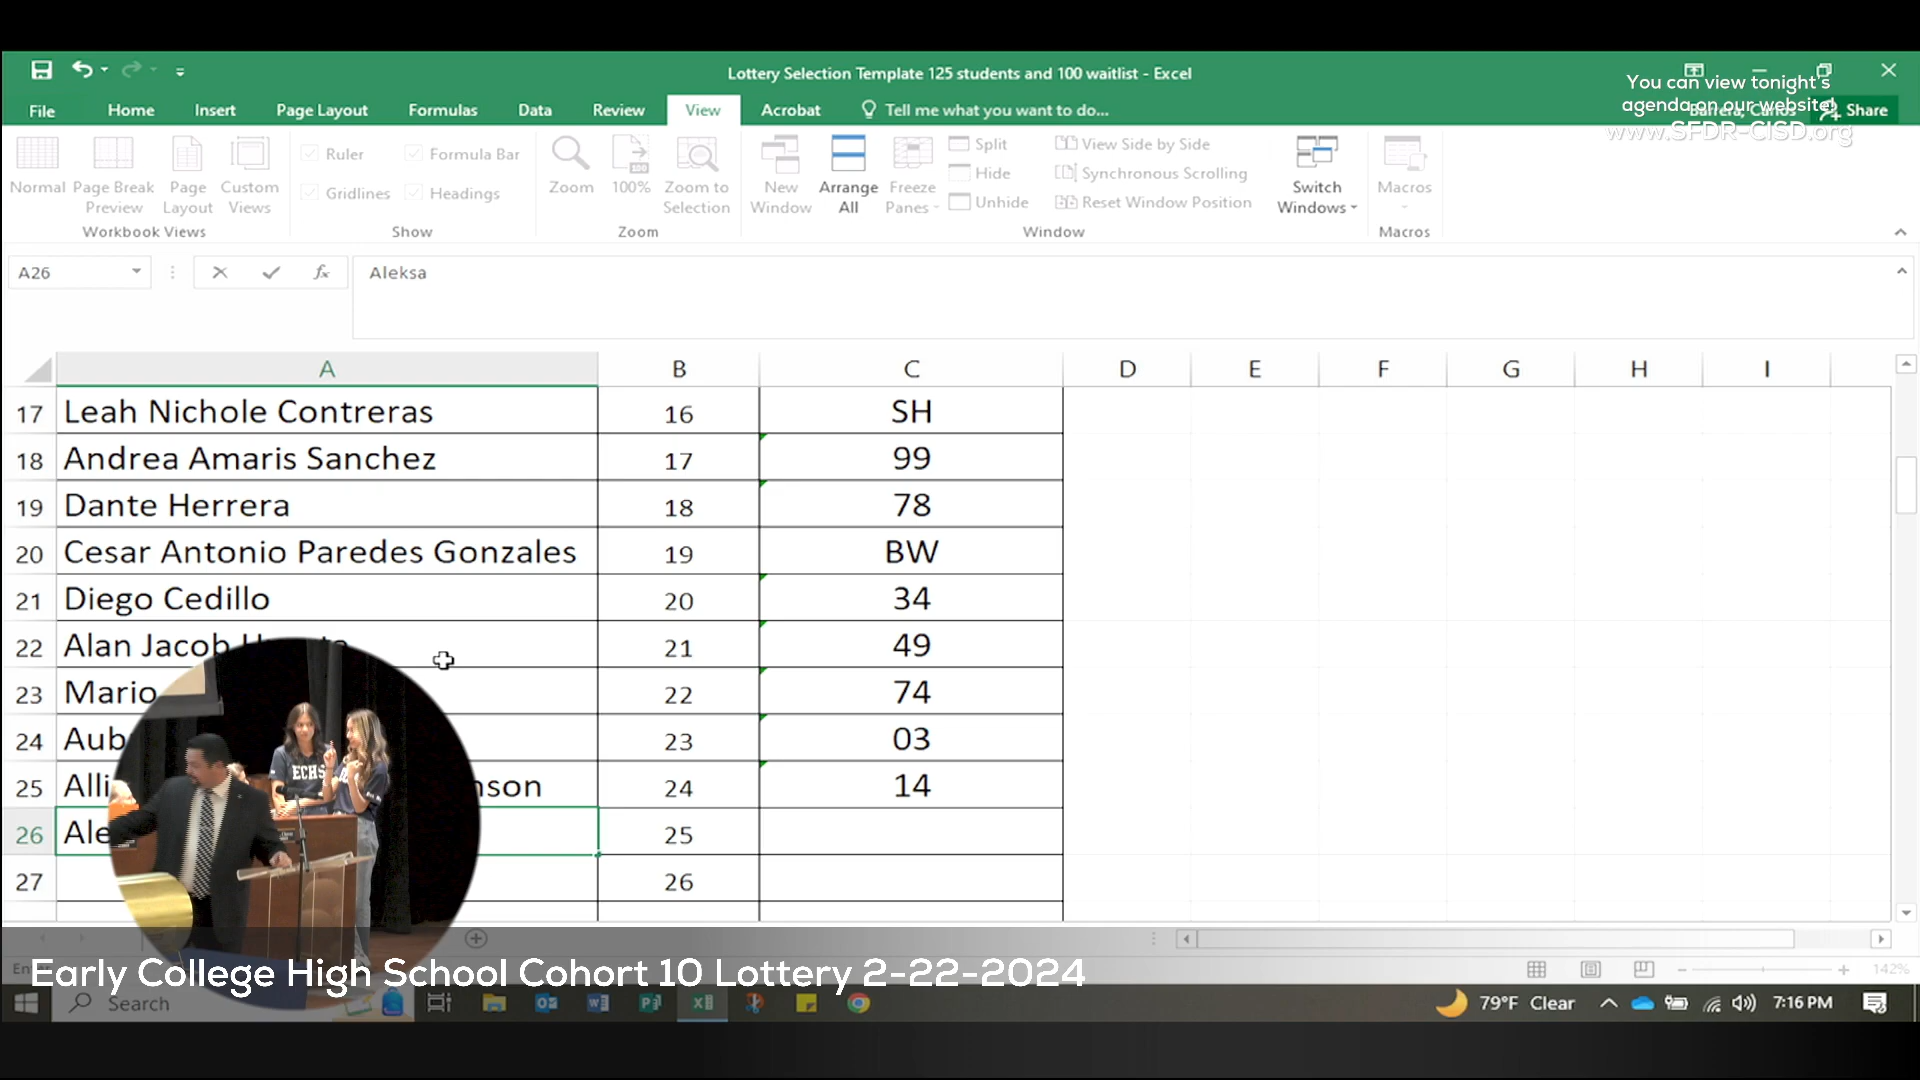 Lottery Selection Template 125 students and 100 waitlist - Excel
You can view tonight's
agenda on our website!
www.SFDR-CISD.org
File Home Insert Page Layout Formulas Data Review View Acrobat Tell me what you want to do... Share
Normal Page Break Preview Page Layout Custom Views
Workbook Views
Ruler Formula Bar
Gridlines Headings
Show
Zoom 100% Zoom to Selection
Zoom
New Window Arrange All Freeze Panes
Split View Side by Side
Hide Synchronous Scrolling
Unhide Reset Window Position
Switch Windows
Window
Macros
Macros
A26 fx Aleksa
A B C D E F G H I
17 Leah Nichole Contreras 16 SH
18 Andrea Amaris Sanchez 17 99
19 Dante Herrera 18 78
20 Cesar Antonio Paredes Gonzales 19 BW
21 Diego Cedillo 20 34
22 Alan Jacob 21 49
23 Mario 22 74
24 Aub 23 03
25 Alli nson 24 14
26 Ale 25
27 26
ECHS
Early College High School Cohort 10 Lottery 2-22-2024
142%
Search
79°F Clear 7:16 PM